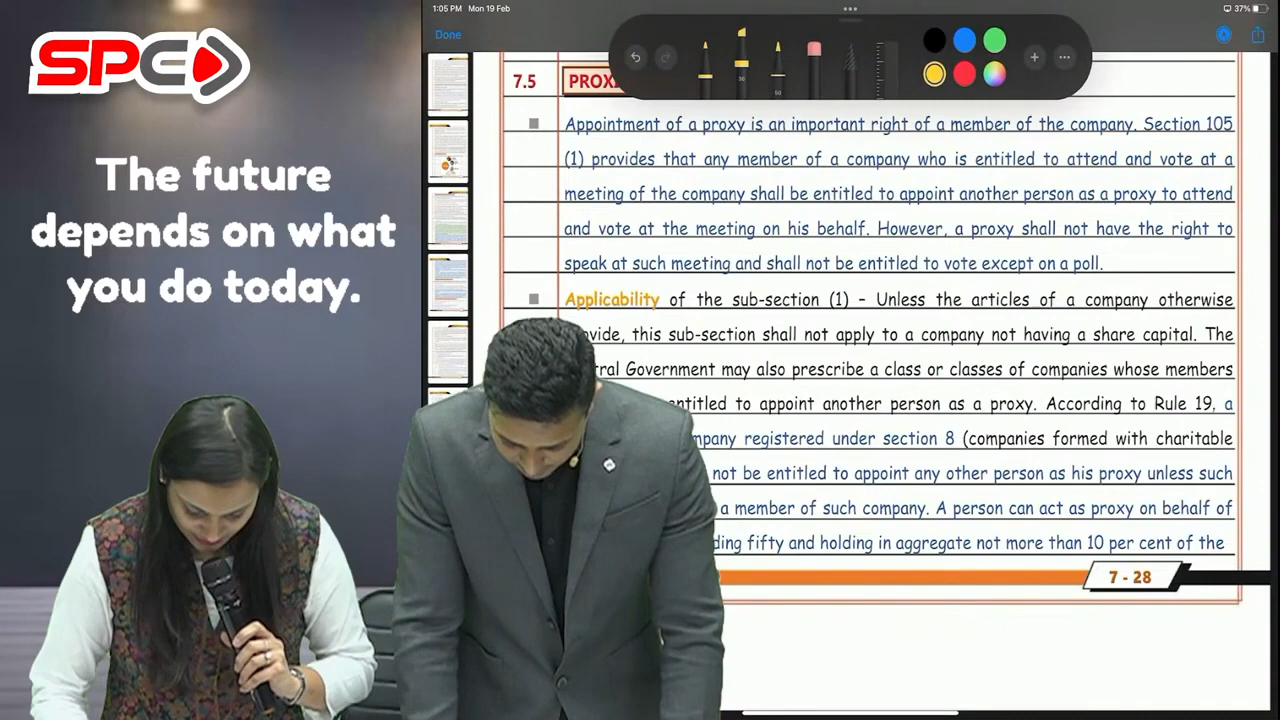 1:05 PM Mon 19 Feb
37%
Done
SPE
The future
depends on what
you do today
7.5 PROX
Appointment of a proxy is an important right of member of the company. Section 105
(1) provides that any member of a company who is entitled to attend and vote at a
meeting of the company shall be entitled to appoint another person as a proxy to attend
and vote at the meeting on his behalf. However, a proxy shall not have the right to
speak at such meeting and shall not be entitled to vote except on a poll.
Applicability of the sub-secion (1) - Unless the articles of a company otherwise
provide this sub-section shall not apply to a company not having a share capital. The
Central Government may also prescribe a class or classes of companies whose members
entitled to appoint another person as a proxy. According to Rule 19, a
company registered under section 8 (companies formed with charitable
not be entitled to appoint any other person as his proxy unless such
a member of such company. A person can act as proxy on behalf of
ding fifty and holding in aggregate not more than 10 per cent of the
7 - 28